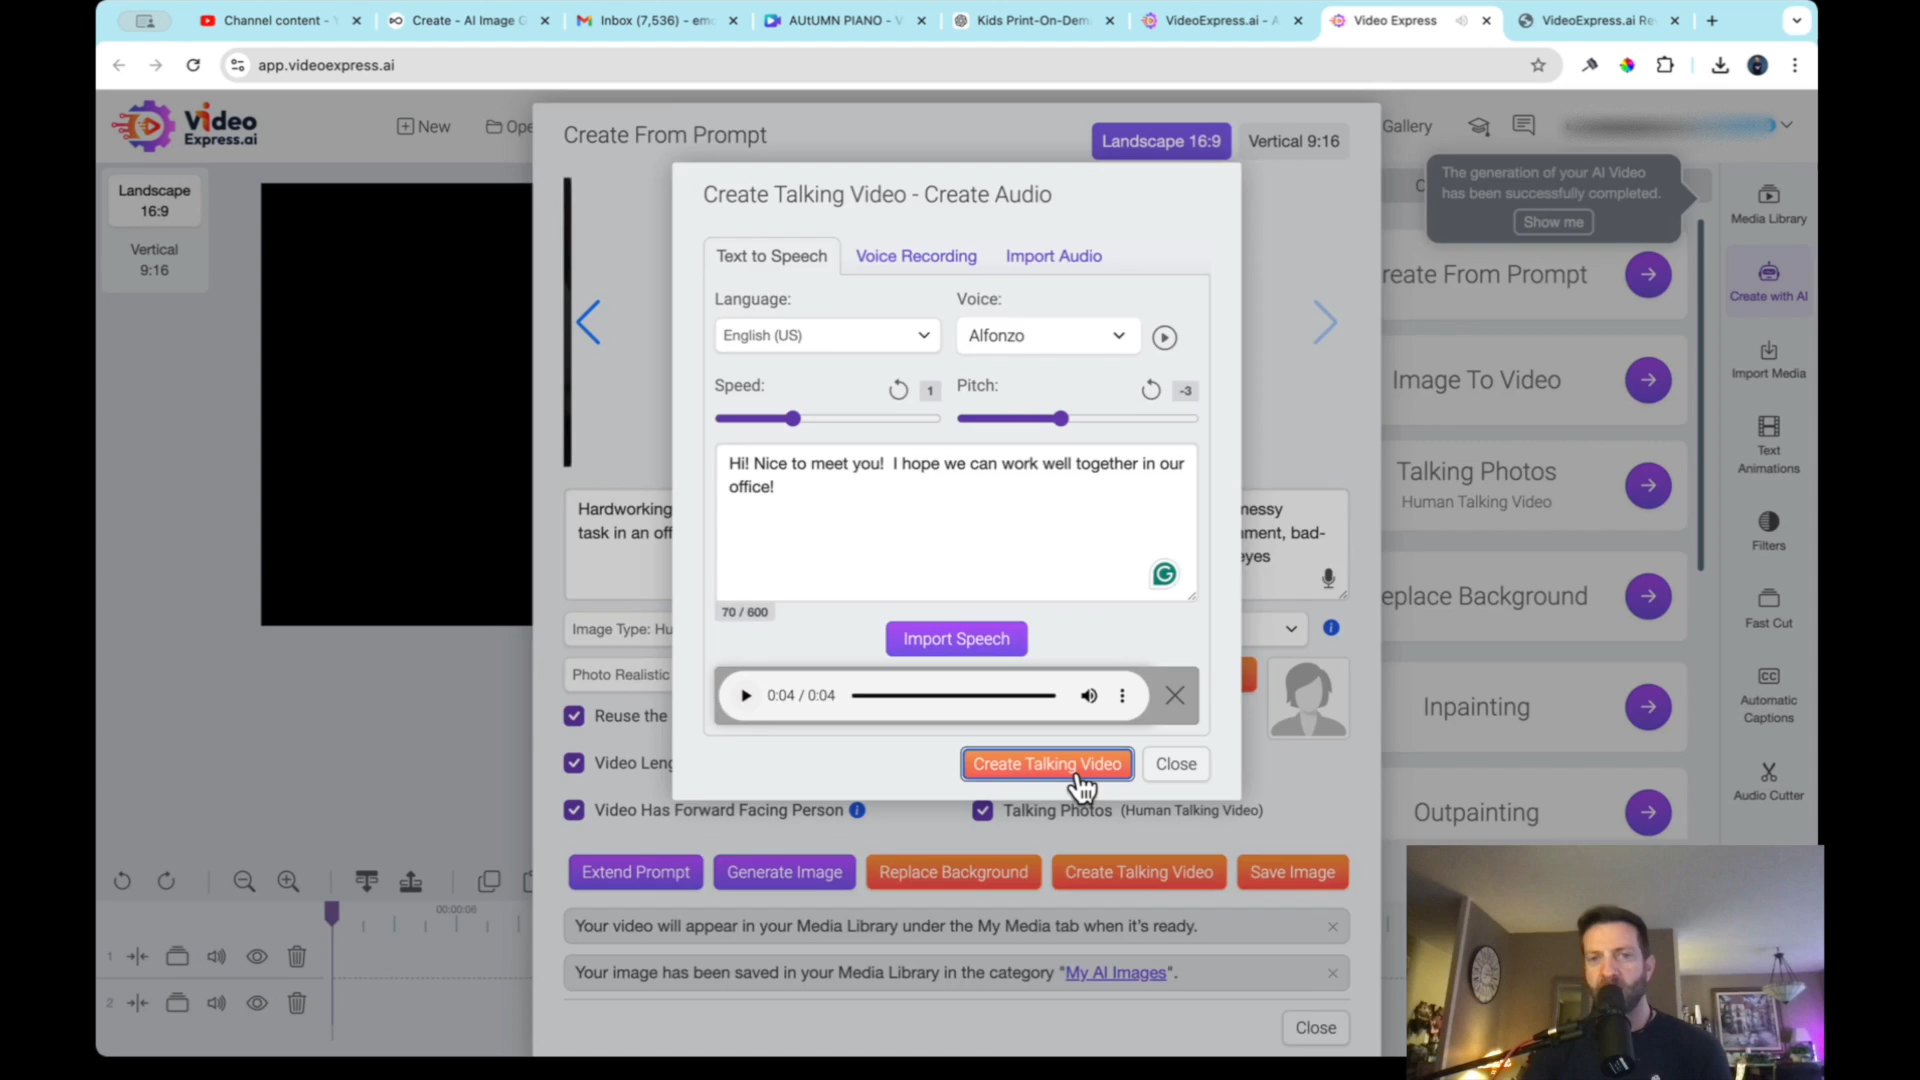 Channel content -
Create - AI Image G
Inbox (7,536) - em
AUtUMN PIANO - V
Kids Print-On-Dem
VideoExpress.ai - A
Video Express
VideoExpress.ai Re
app.videoexpress.ai
Video
Express.ai
New
Ope
Create From Prompt
Landscape 16:9
Vertical 9:16
Gallery
Landscape
16:9
Vertical
9:16
The generation of your AI Video
has been successfully completed.
Show me
Create Talking Video - Create Audio
Text to Speech
Voice Recording
Import Audio
Language:
Voice:
English (US)
Alfonzo
Speed:
1
Pitch:
-3
Hi! Nice to meet you! I hope we can work well together in our
office!
70 / 600
Import Speech
0:04 / 0:04
Create Talking Video
Close
Hardworking
task in an off
messy
nment, bad-
eyes
Image Type: Hu
Photo Realistic
Reuse the
Video Leng
Video Has Forward Facing Person
Talking Photos (Human Talking Video)
Extend Prompt
Generate Image
Replace Background
Create Talking Video
Save Image
Your video will appear in your Media Library under the My Media tab when it's ready.
Your image has been saved in your Media Library in the category "My AI Images".
Close
reate From Prompt
Image To Video
Talking Photos
Human Talking Video
eplace Background
Inpainting
Outpainting
Media Library
Create with AI
Import Media
Text
Animations
Filters
Fast Cut
CC
Automatic
Captions
Audio Cutter
00:00:06
1
2